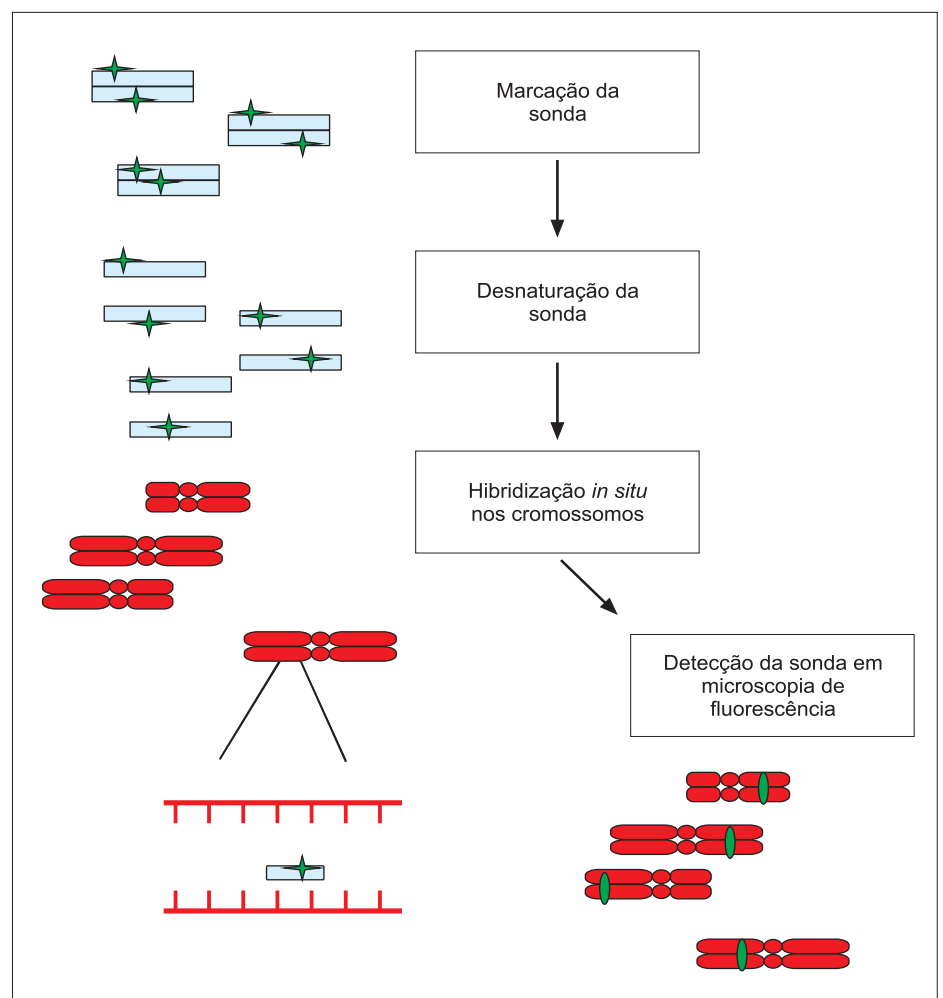 Marcação da
sonda
Desnaturação da
sonda
Hibridização in situ
nos cromossomos
Detecção da sonda em
microscopia de
fluorescência